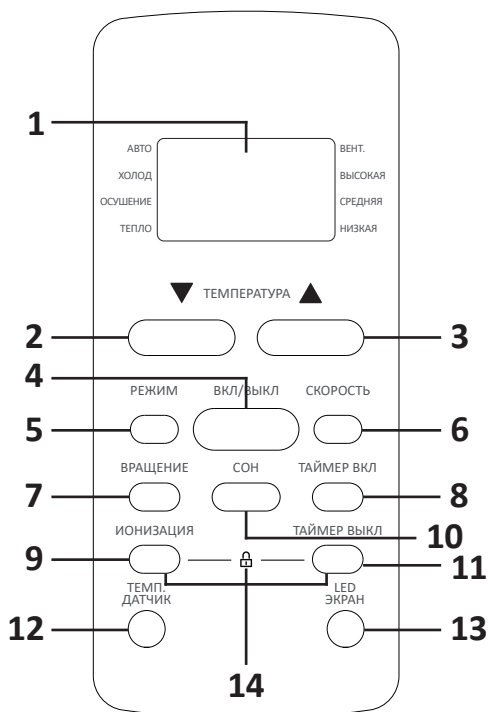 1
АВТО ВЕНТ.
ХОЛОД ВЫСОКАЯ
ОСУШЕНИЕ СРЕДНЯЯ
ТЕПЛО НИЗКАЯ
▼ ТЕМПЕРАТУРА ▲
2 3
4
РЕЖИМ ВКЛ/ВЫКЛ СКОРОСТЬ
5 6
ВРАЩЕНИЕ СОН ТАЙМЕР ВКЛ
7 8
ИОНИЗАЦИЯ ТАЙМЕР ВЫКЛ 10
9 11
ТЕМП. LED
ДАТЧИК ЭКРАН
12 13
14